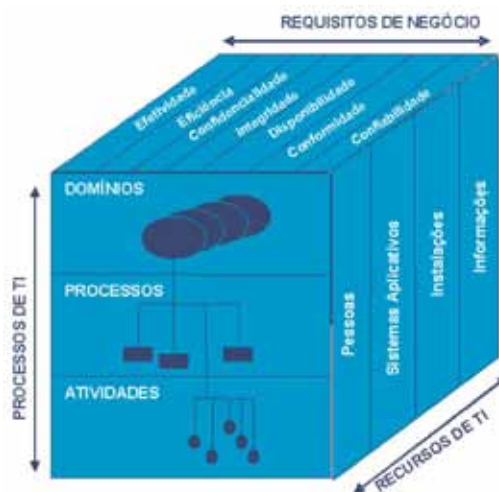 REQUISITOS DE NEGÓCIO
Efetividade
Eficiência
Confidencialidade
Integridade
Disponibilidade
Conformidade
Confiabilidade
PROCESSOS DE TI
DOMÍNIOS
PROCESSOS
ATIVIDADES
Pessoas
Sistemas Aplicativos
Instalações
Informações
RECURSOS DE TI